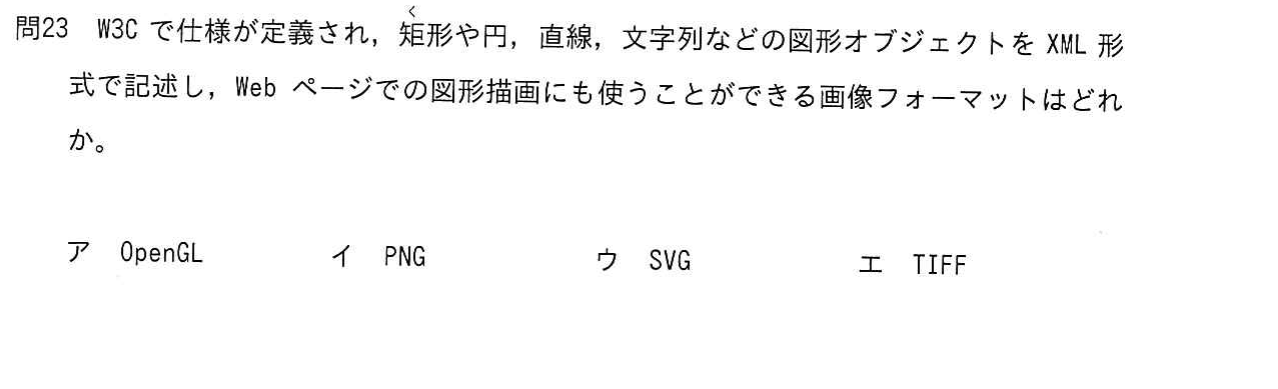 く
問23 W3C で仕様が定義され，矩形や円，直線，文字列などの図形オブジェクトを XML 形
式で記述し，Web ページでの図形描画にも使うことができる画像フォーマットはどれ
か。
ア OpenGL イ PNG ウ SVG エ TIFF